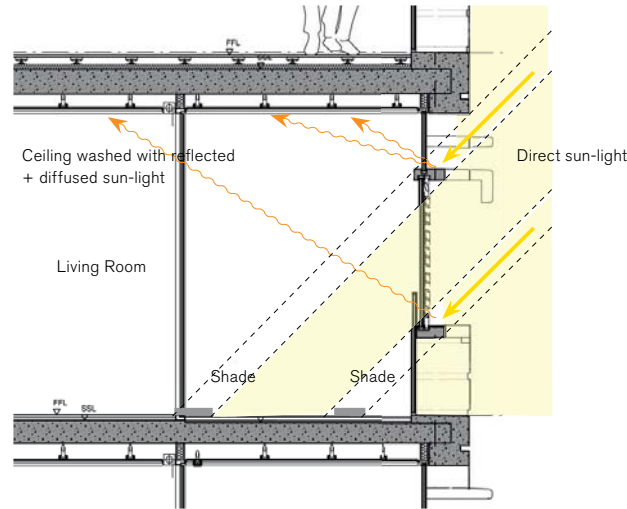 FFL
SSL
Ceiling washed with reflected
+ diffused sun-light
Direct sun-light
Living Room
Shade
Shade
FFL
SSL